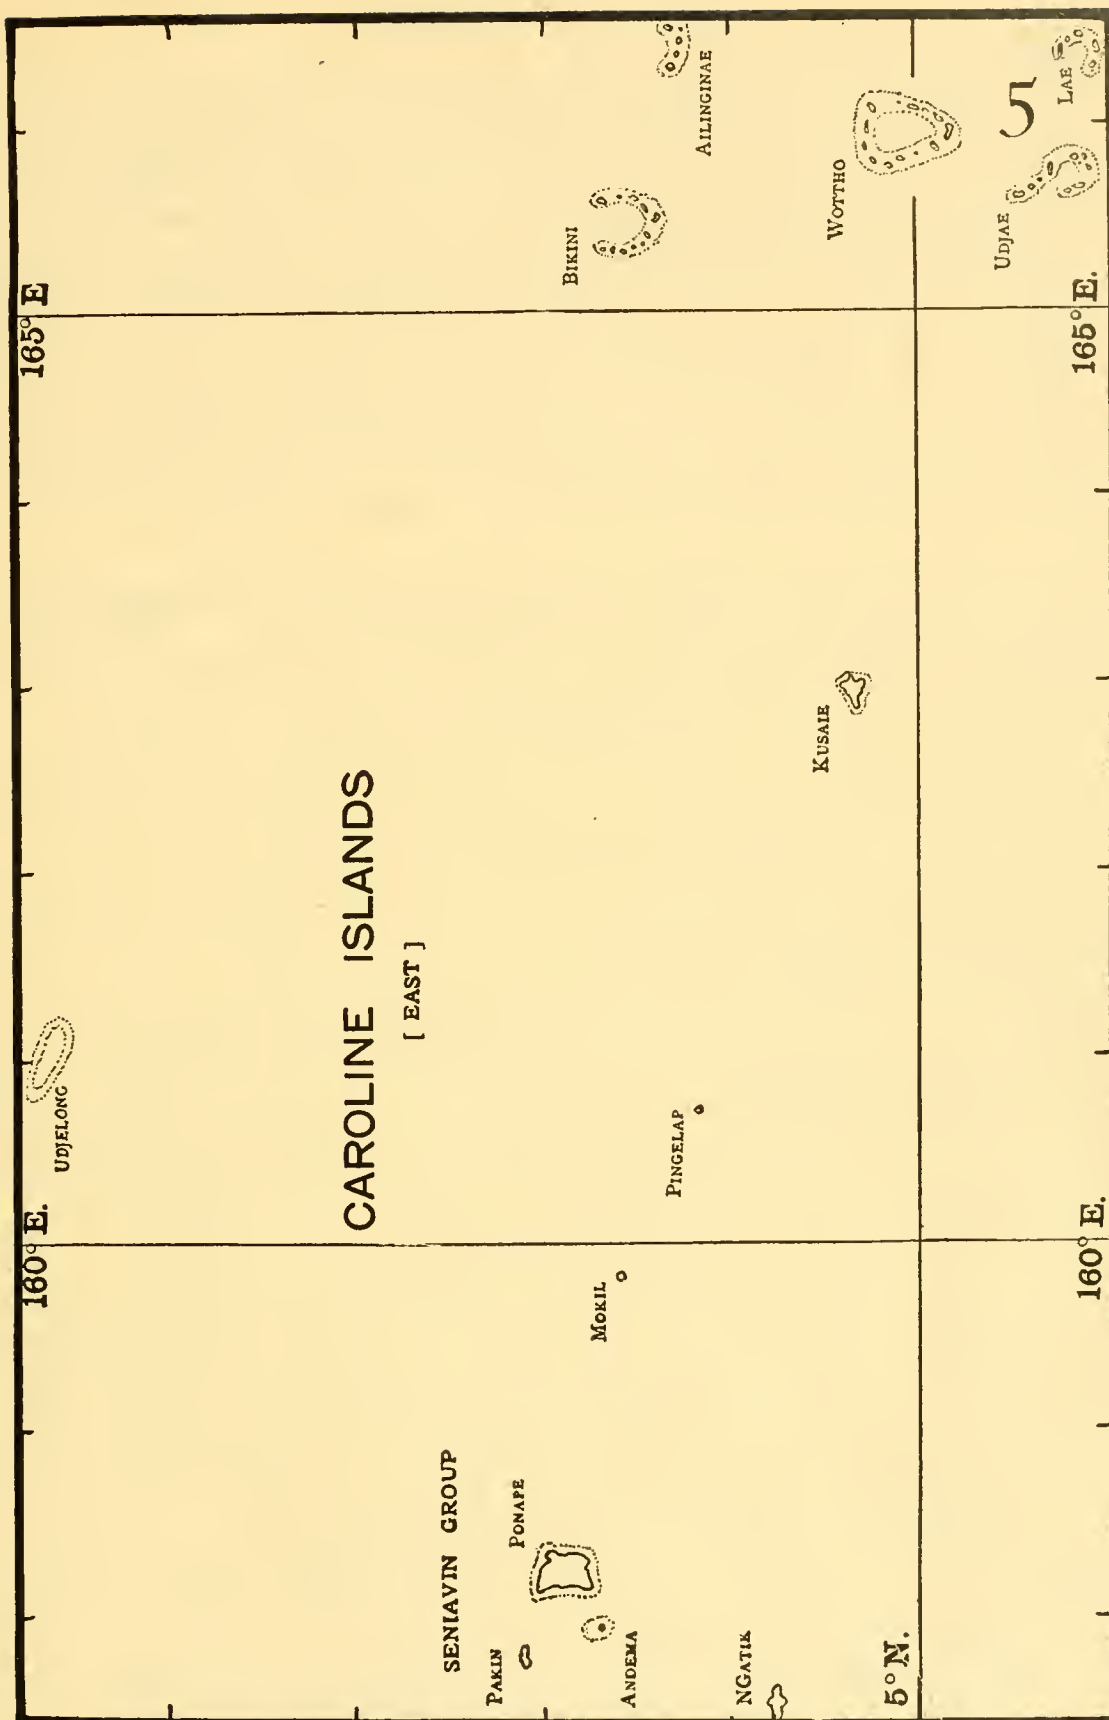 160° E.
165° E
UDJELONG
CAROLINE ISLANDS
[ EAST ]
SENIAVIN GROUP
PAKIN
PONAPE
BIKINI
MOKIL
ANDEMA
PINGELAP
AILINGINAE
NGATIK
KUSAIE
WOTTHO
5° N.
UDJAE
5
LAE
160° E.
165° E.